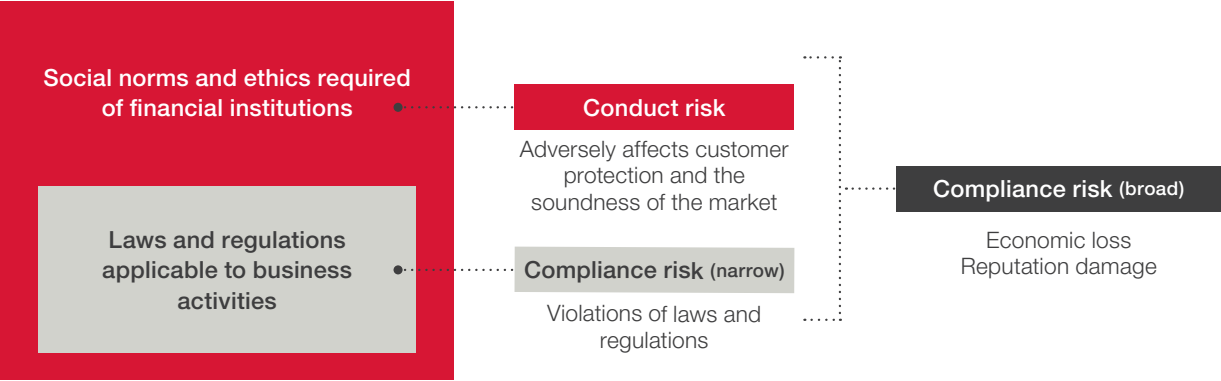 Social norms and ethics required
of financial institutions
Laws and regulations
applicable to business
activities
Conduct risk
Adversely affects customer
protection and the
soundness of the market
Compliance risk (narrow)
Violations of laws and
regulations
Compliance risk (broad)
Economic loss
Reputation damage